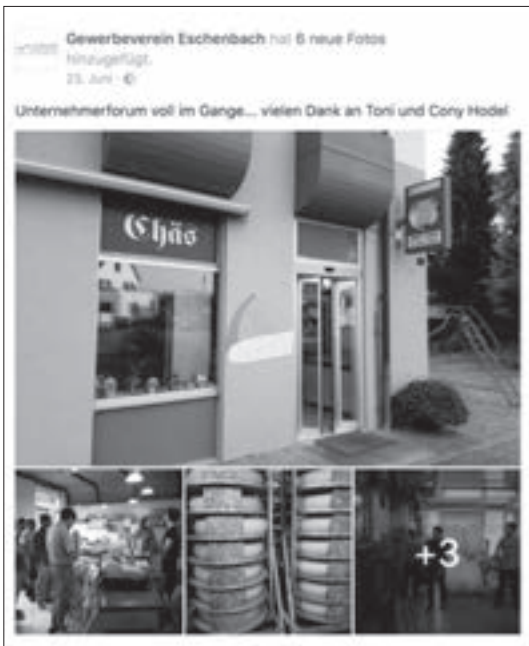 Gewerbeverein Eschenbach hat 6 neue Fotos
hinzugefügt.
23. Juni
Unternehmerforum voll im Gange... vielen Dank an Toni und Cony Hodel
Chäs
+3